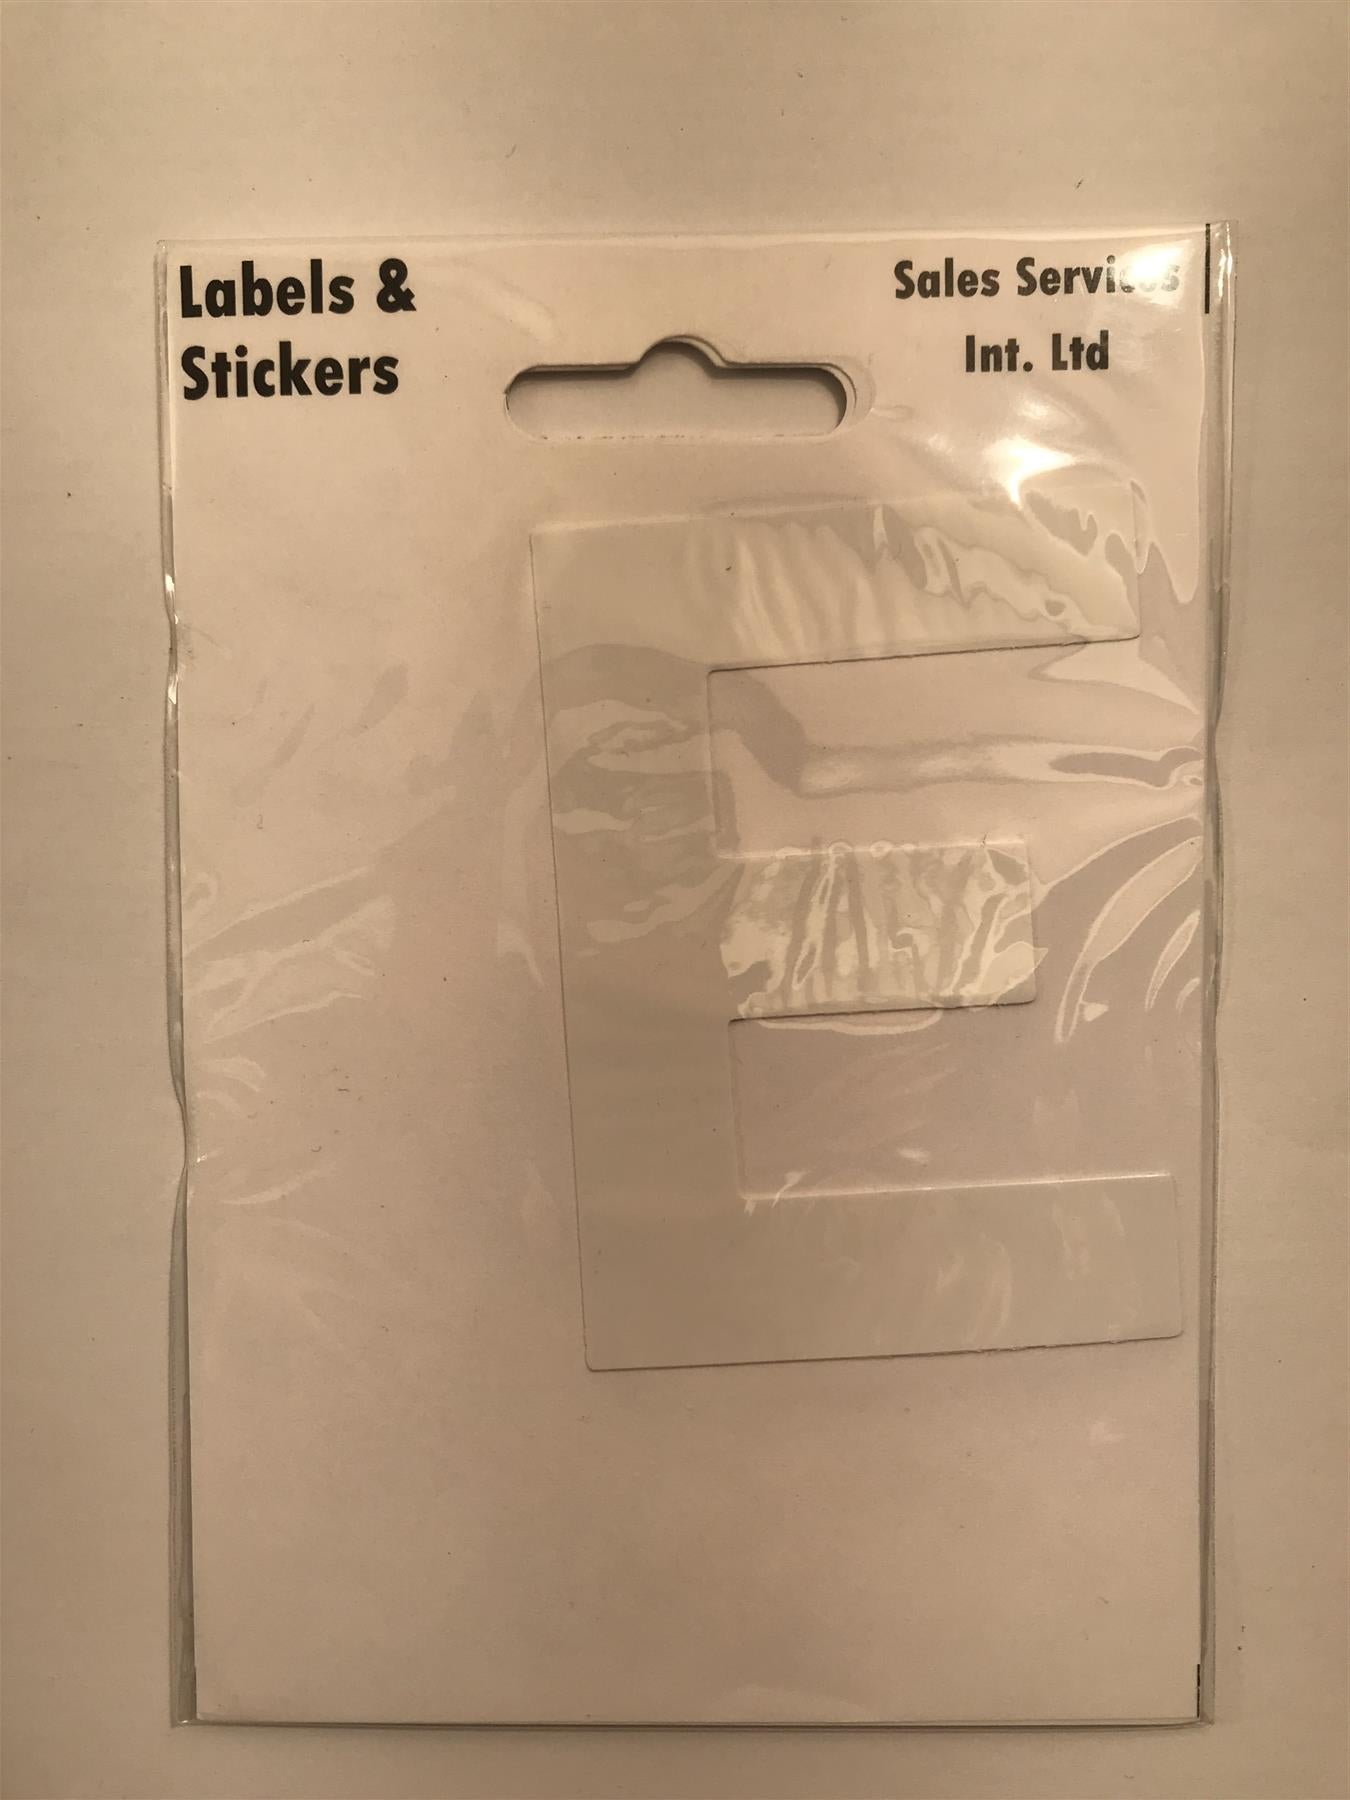 Labels &
Stickers
Sales Services
Int. Ltd
E